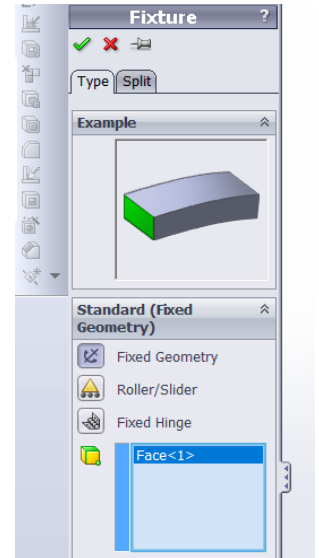 Fixture ?
Type Split
Example
Standard (Fixed
Geometry)
Fixed Geometry
Roller/Slider
Fixed Hinge
Face<1>